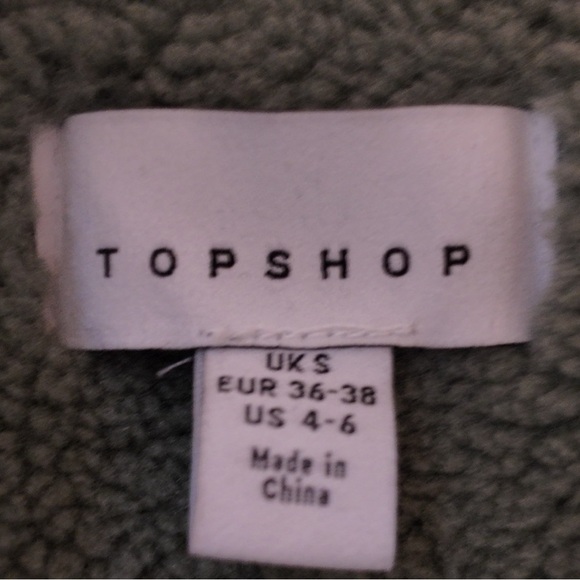 TOPSHOP
UK S
EUR 36-38
US 4-6
Made in
China